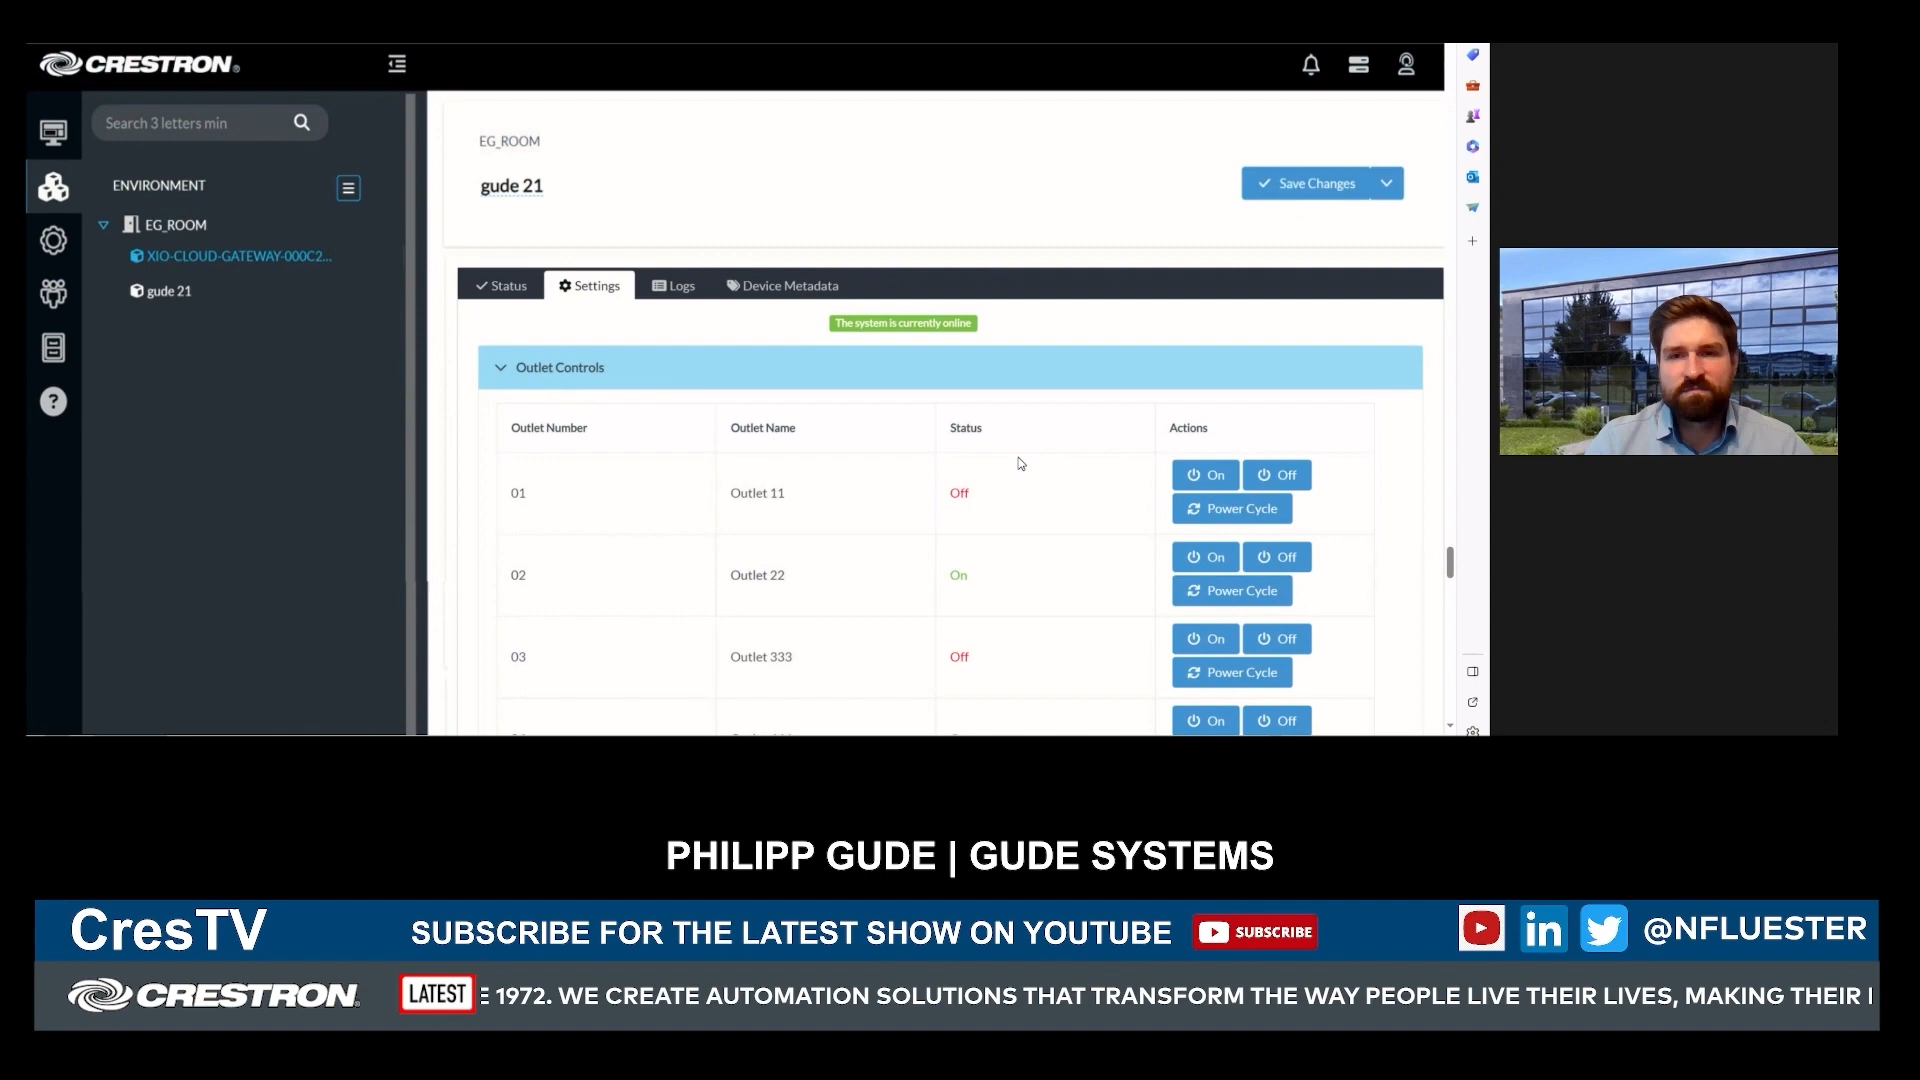 CRESTRON®
Search 3 letters min
ENVIRONMENT
EG_ROOM
XIO-CLOUD-GATEWAY-000C2...
gude 21
EG_ROOM
gude 21
Save Changes
Status
Settings
Logs
Device Metadata
The system is currently online
Outlet Controls
Outlet Number Outlet Name Status Actions
01 Outlet 11 Off On Off
Power Cycle
02 Outlet 22 On On Off
Power Cycle
03 Outlet 333 Off On Off
Power Cycle
On Off
PHILIPP GUDE | GUDE SYSTEMS
CresTV SUBSCRIBE FOR THE LATEST SHOW ON YOUTUBE SUBSCRIBE in @NFLUESTER
CRESTRON. LATEST E 1972. WE CREATE AUTOMATION SOLUTIONS THAT TRANSFORM THE WAY PEOPLE LIVE THEIR LIVES, MAKING THEIR